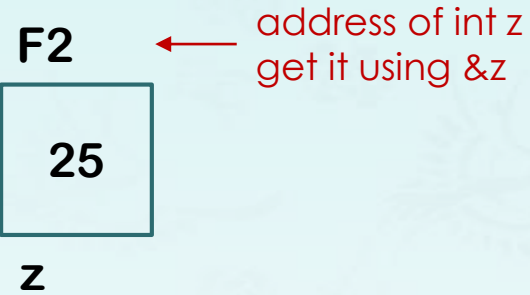 F2
address of int z
get it using &z
25
z